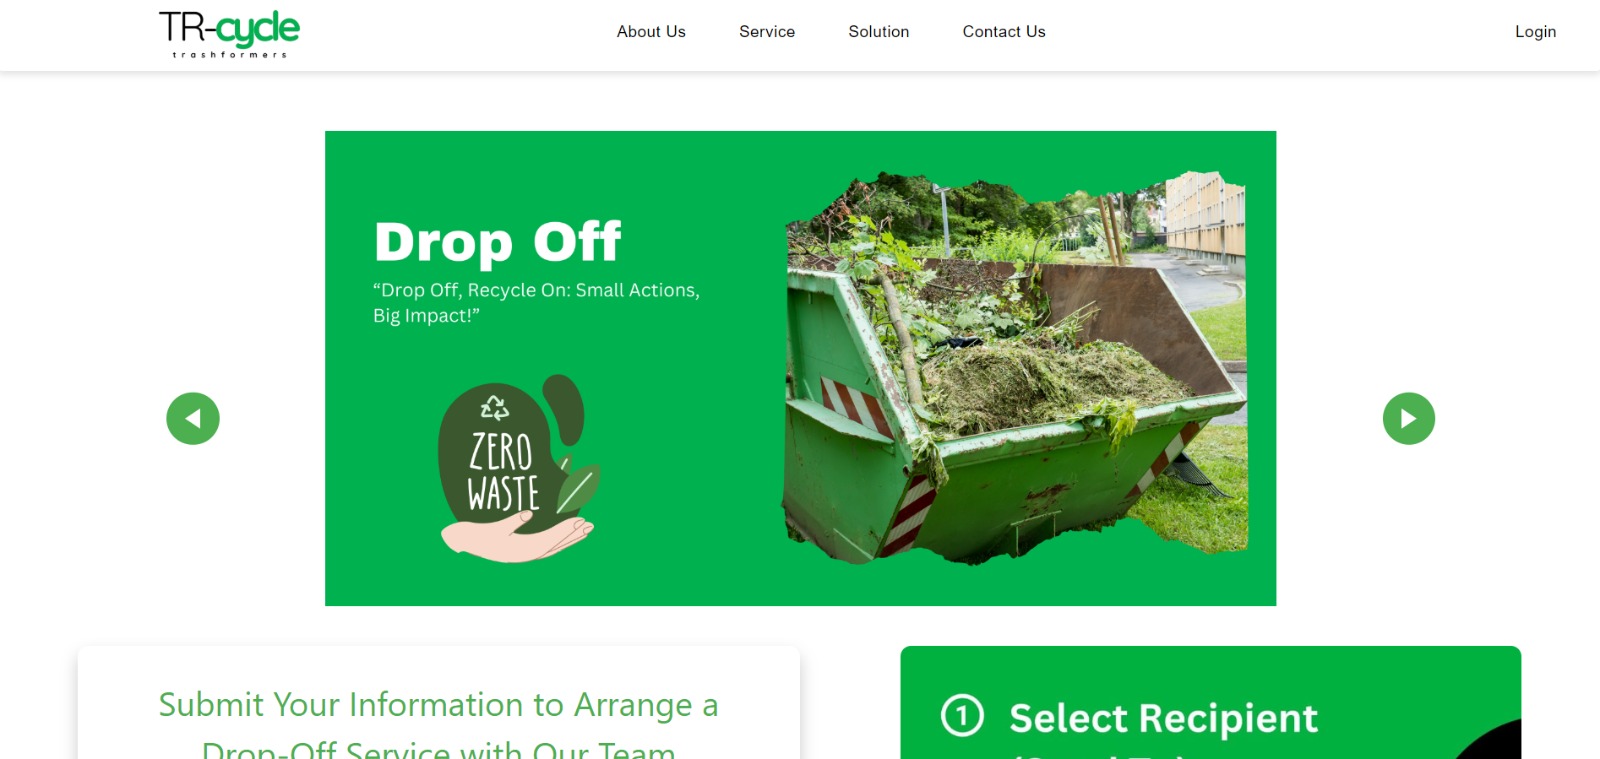 TR-cycle
trashformers
About Us
Service
Solution
Contact Us
Login
Drop Off
“Drop Off, Recycle On: Small Actions,
Big Impact!”
ZERO
WASTE
Submit Your Information to Arrange a
Drop-Off Service with Our Team
1 Select Recipient